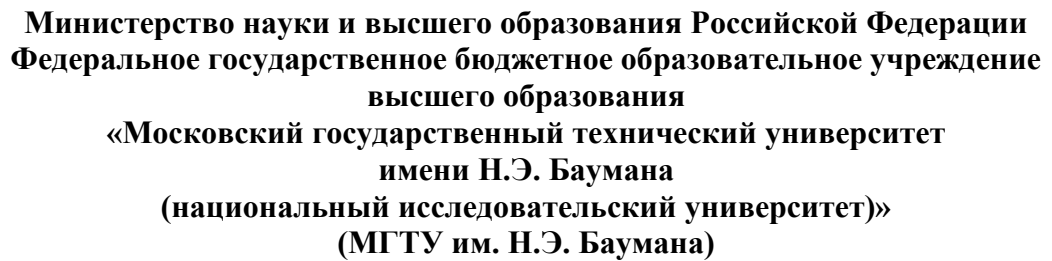 Министерство науки и высшего образования Российской Федерации
Федеральное государственное бюджетное образовательное учреждение
высшего образования
«Московский государственный технический университет
имени Н.Э. Баумана
(национальный исследовательский университет)»
(МГТУ им. Н.Э. Баумана)